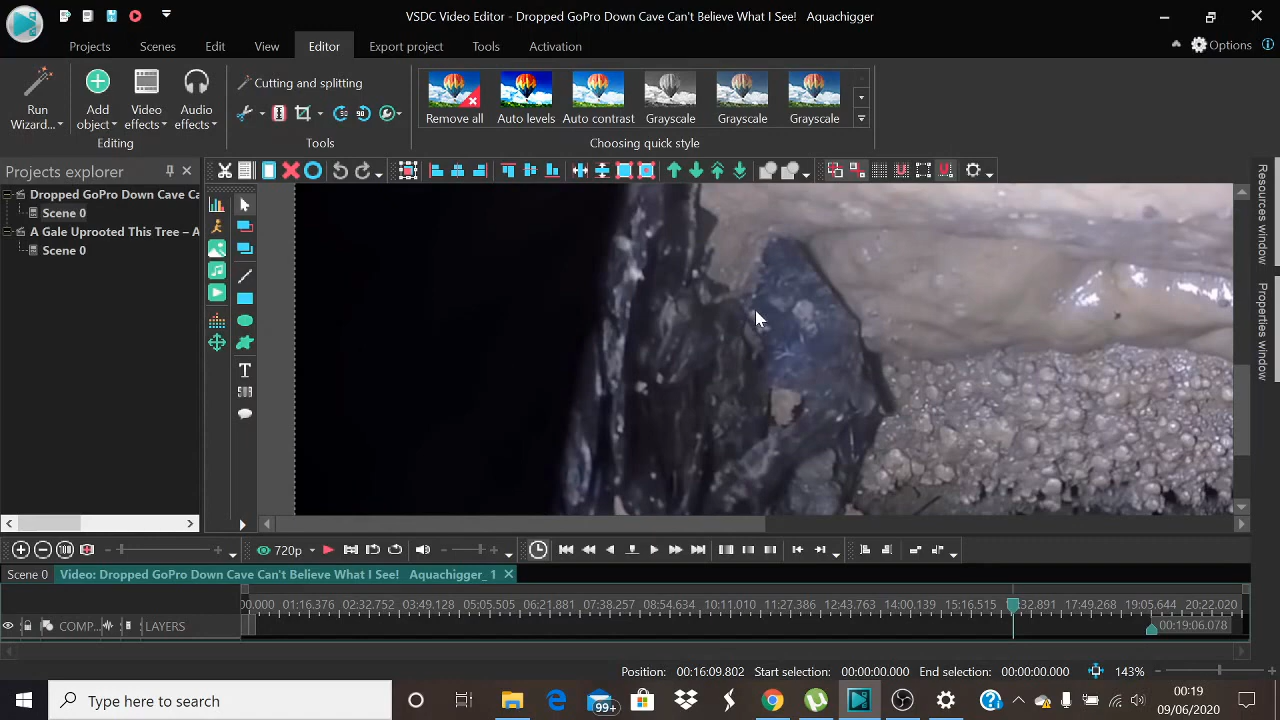 VSDC Video Editor - Dropped GoPro Down Cave Can't Believe What I See!   Aquachigger
Projects Scenes Edit View Editor Export project Tools Activation
Options
Run Wizard...
Add object
Video effects
Audio effects
Editing
Cutting and splitting
Tools
Remove all
Auto levels
Auto contrast
Grayscale
Grayscale
Grayscale
Choosing quick style
Projects explorer
Dropped GoPro Down Cave Ca
Scene 0
A Gale Uprooted This Tree – A
Scene 0
Resources window
Properties window
720p
Scene 0
Video: Dropped GoPro Down Cave Can't Believe What I See!   Aquachigger_ 1
00.000 01:16.376 02:32.752 03:49.128 05:05.505 06:21.881 07:38.257 08:54.634 10:11.010 11:27.386 12:43.763 14:00.139 15:16.515 :32.891 17:49.268 19:05.644 20:22.020
COMP... LAYERS
00:19:06.078
Position: 00:16:09.802 Start selection: 00:00:00.000 End selection: 00:00:00.000 143%
Type here to search
99+
00:19
09/06/2020